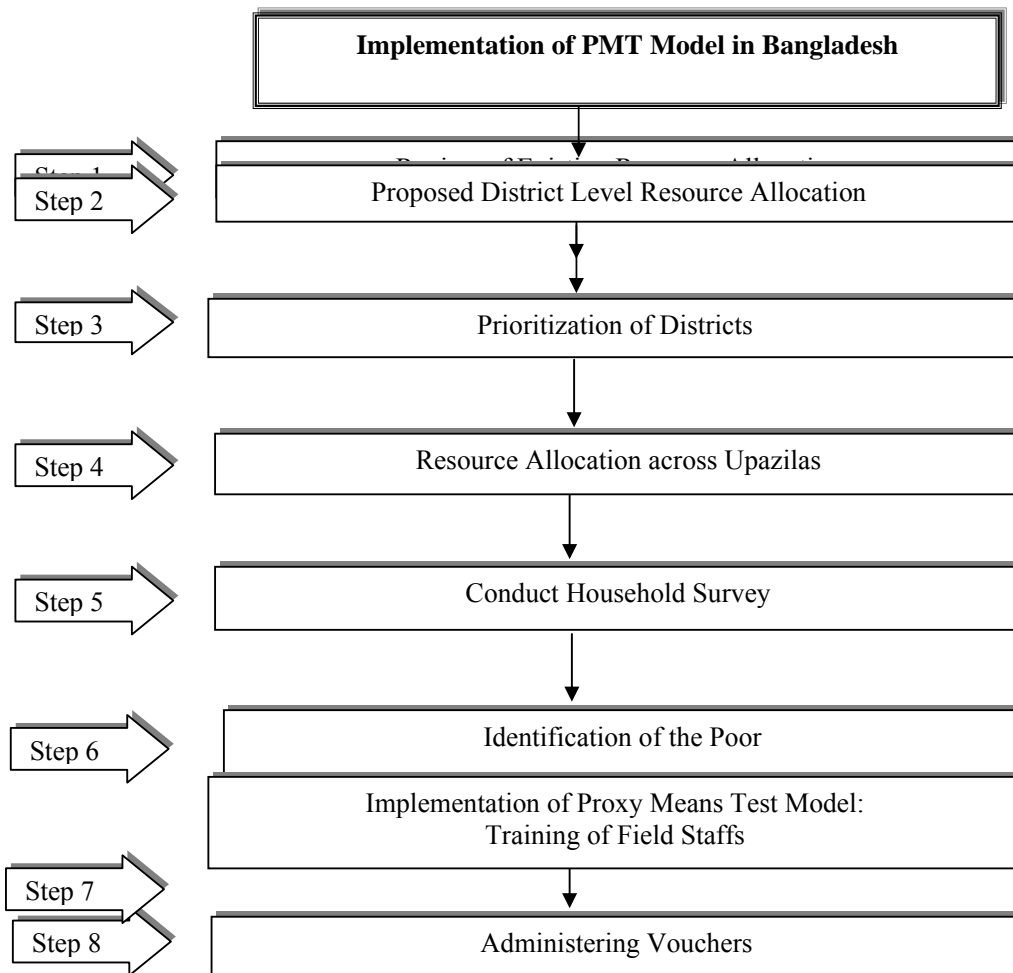 Implementation of PMT Model in Bangladesh
Step 1
Step 2
Proposed District Level Resource Allocation
Step 3
Prioritization of Districts
Step 4
Resource Allocation across Upazilas
Step 5
Conduct Household Survey
Step 6
Identification of the Poor
Implementation of Proxy Means Test Model:
Training of Field Staffs
Step 7
Step 8
Administering Vouchers